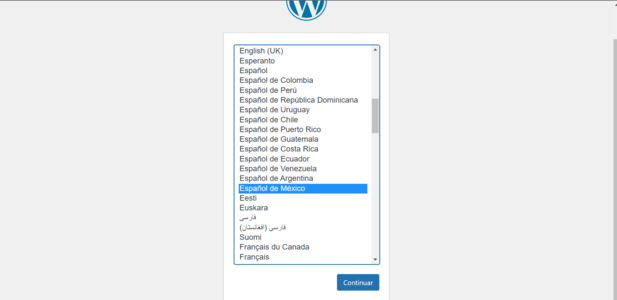 English (UK)
Esperanto
Español
Español de Colombia
Español de Perú
Español de República Dominicana
Español de Uruguay
Español de Chile
Español de Puerto Rico
Español de Guatemala
Español de Costa Rica
Español de Ecuador
Español de Venezuela
Español de Argentina
Español de México
Eesti
Euskara
فارسی
(فارسی (افغانستان
Suomi
Français du Canada
Français
Continuar